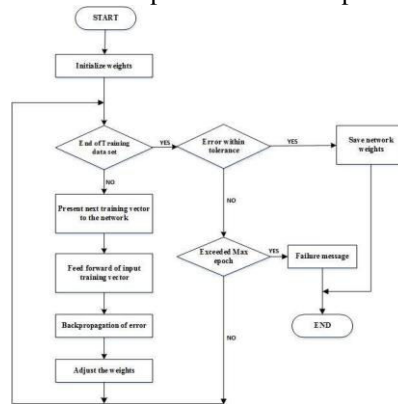 START
Initialize weights
End of Training
data set
YES
Error within
tolerance
YES
Save network
weights
NO
NO
Present next training vector
to the network
Exceeded Max
epoch
YES
Failure message
Feed forward of input
training vector
END
Backpropagation of error
NO
Adjust the weights